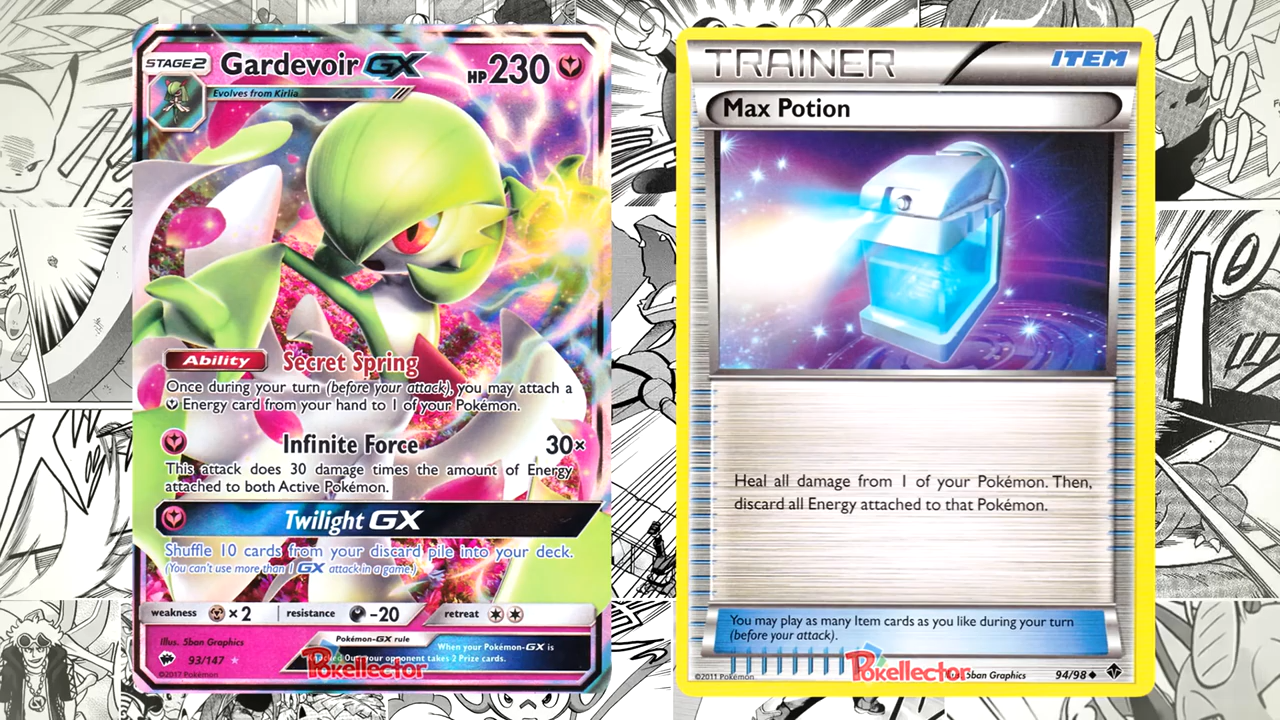 STAGE2 Gardevoir GX HP230
Evolves from Kirlia
Ability Secret Spring
Once during your turn (before your attack), you may attach a
Energy card from your hand to 1 of your Pokémon.
Infinite Force 30×
This attack does 30 damage times the amount of Energy
attached to both Active Pokémon.
Twilight GX
Shuffle 10 cards from your discard pile into your deck.
(You can't use more than 1 GX attack in a game.)
weakness ×2 resistance -20 retreat
Illus. 5ban Graphics
Pokémon-GX rule
When your Pokémon-GX is
93/147
Out, your opponent takes 2 Prize cards.
Pokellector
©2017 Pokémon
TRAINER ITEM
Max Potion
Heal all damage from 1 of your Pokémon. Then,
discard all Energy attached to that Pokémon.
You may play as many Item cards as you like during your turn
(before your attack).
Pokellector
©2011 Pokémon
5ban Graphics
94/98